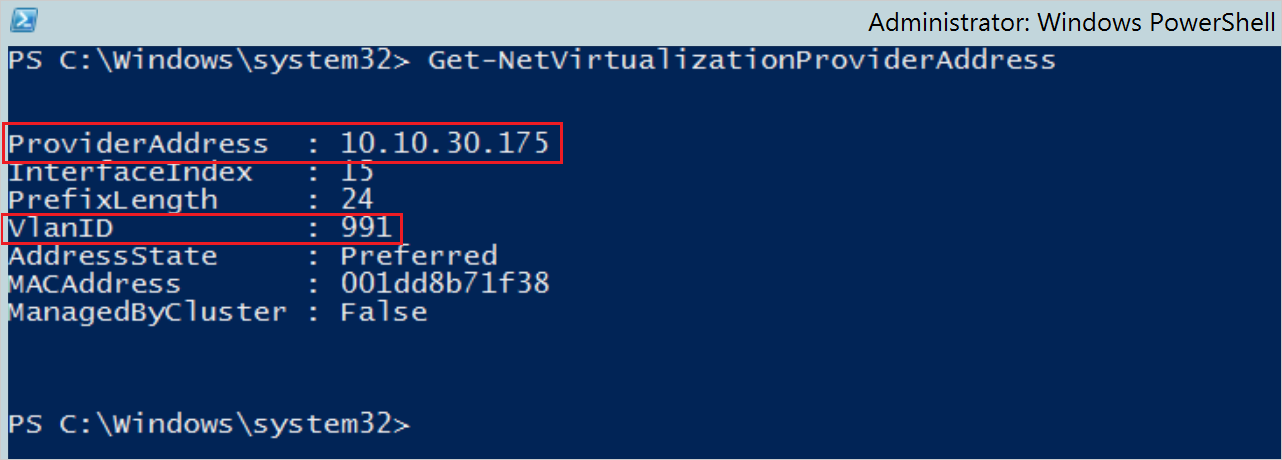 Administrator: Windows PowerShell
PS C:\Windows\system32> Get-NetVirtualizationProviderAddress
ProviderAddress : 10.10.30.175
InterfaceIndex : 15
PrefixLength : 24
VlanID : 991
AddressState : Preferred
MACAddress : 001dd8b71f38
ManagedByCluster : False
PS C:\Windows\system32>